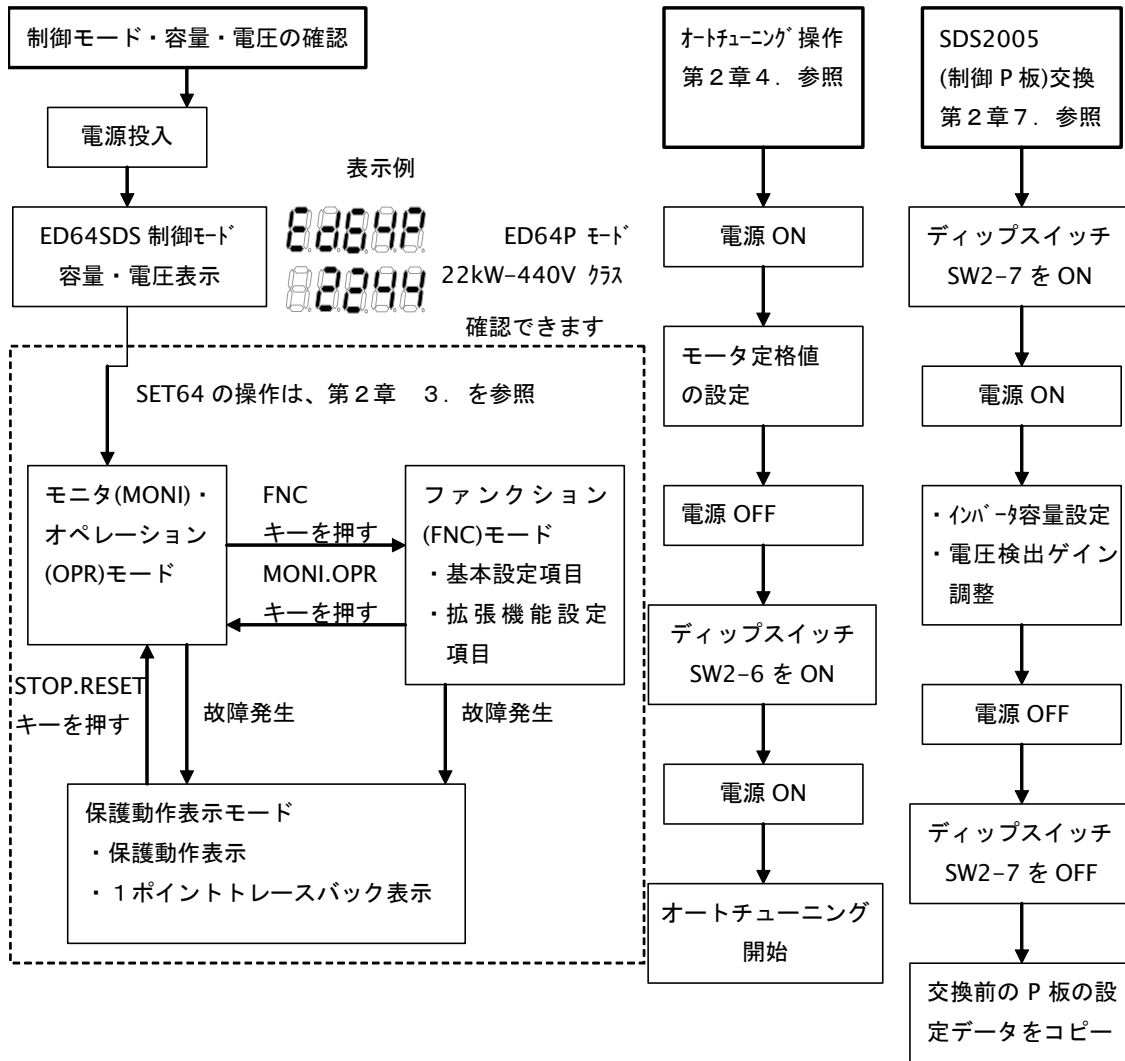 制御モード・容量・電圧の確認
電源投入
ED64SDS 制御ﾓｰﾄﾞ
容量・電圧表示
表示例
Ed64P
2244
ED64P ﾓｰﾄﾞ
22kW-440V ｸﾗｽ
確認できます
SET64 の操作は、第２章　３．を参照
モニタ(MONI)・
オペレーション
(OPR)モード
FNC
キーを押す
MONI.OPR
キーを押す
ファンクション
(FNC)モード
・基本設定項目
・拡張機能設定
項目
STOP.RESET
キーを押す
故障発生
故障発生
保護動作表示モード
・保護動作表示
・１ポイントトレースバック表示
ｵｰﾄﾁｭｰﾆﾝｸﾞ操作
第２章４．参照
電源 ON
モータ定格値
の設定
電源 OFF
ディップスイッチ
SW2-6 を ON
電源 ON
オートチューニング
開始
SDS2005
(制御 P 板)交換
第２章７．参照
ディップスイッチ
SW2-7 を ON
電源 ON
・ｲﾝﾊﾞｰﾀ容量設定
・電圧検出ゲイン
調整
電源 OFF
ディップスイッチ
SW2-7 を OFF
交換前の P 板の設
定データをコピー